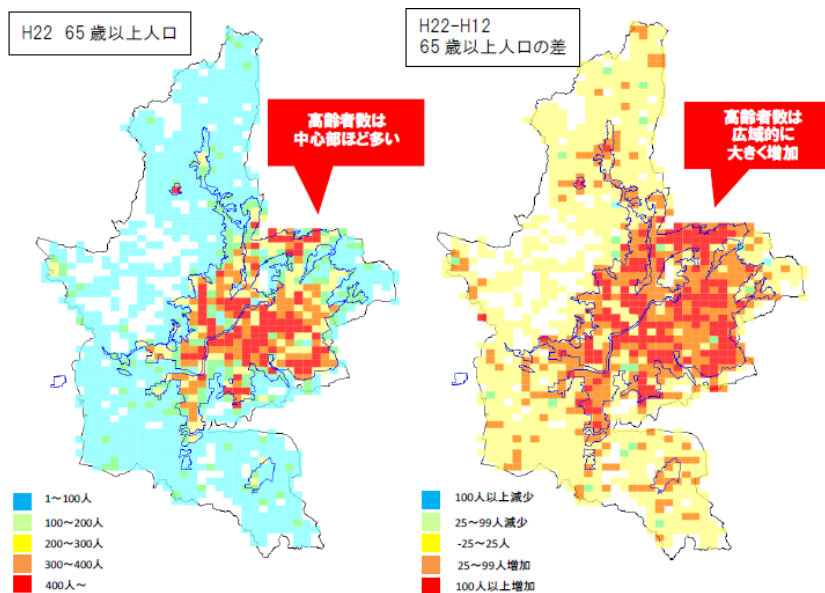 H22 65歳以上人口
高齢者数は
中心部ほど多い
1～100人
100～200人
200～300人
300～400人
400人～
H22-H12
65歳以上人口の差
高齢者数は
広域的に
大きく増加
100人以上減少
25～99人減少
-25～25人
25～99人増加
100人以上増加